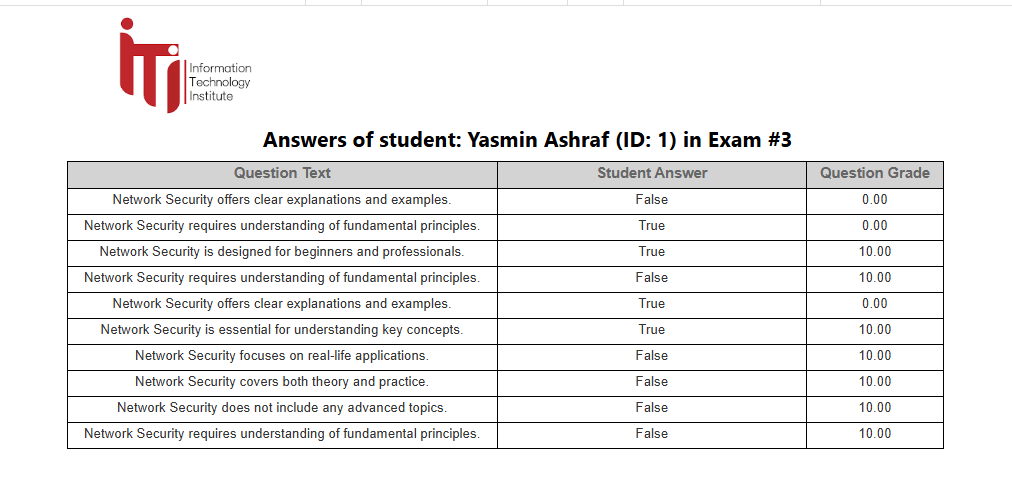 iTi
Information
Technology
Institute
Answers of student: Yasmin Ashraf (ID: 1) in Exam #3
Question Text Student Answer Question Grade
Network Security offers clear explanations and examples. False 0.00
Network Security requires understanding of fundamental principles. True 0.00
Network Security is designed for beginners and professionals. True 10.00
Network Security requires understanding of fundamental principles. False 10.00
Network Security offers clear explanations and examples. True 0.00
Network Security is essential for understanding key concepts. True 10.00
Network Security focuses on real-life applications. False 10.00
Network Security covers both theory and practice. False 10.00
Network Security does not include any advanced topics. False 10.00
Network Security requires understanding of fundamental principles. False 10.00